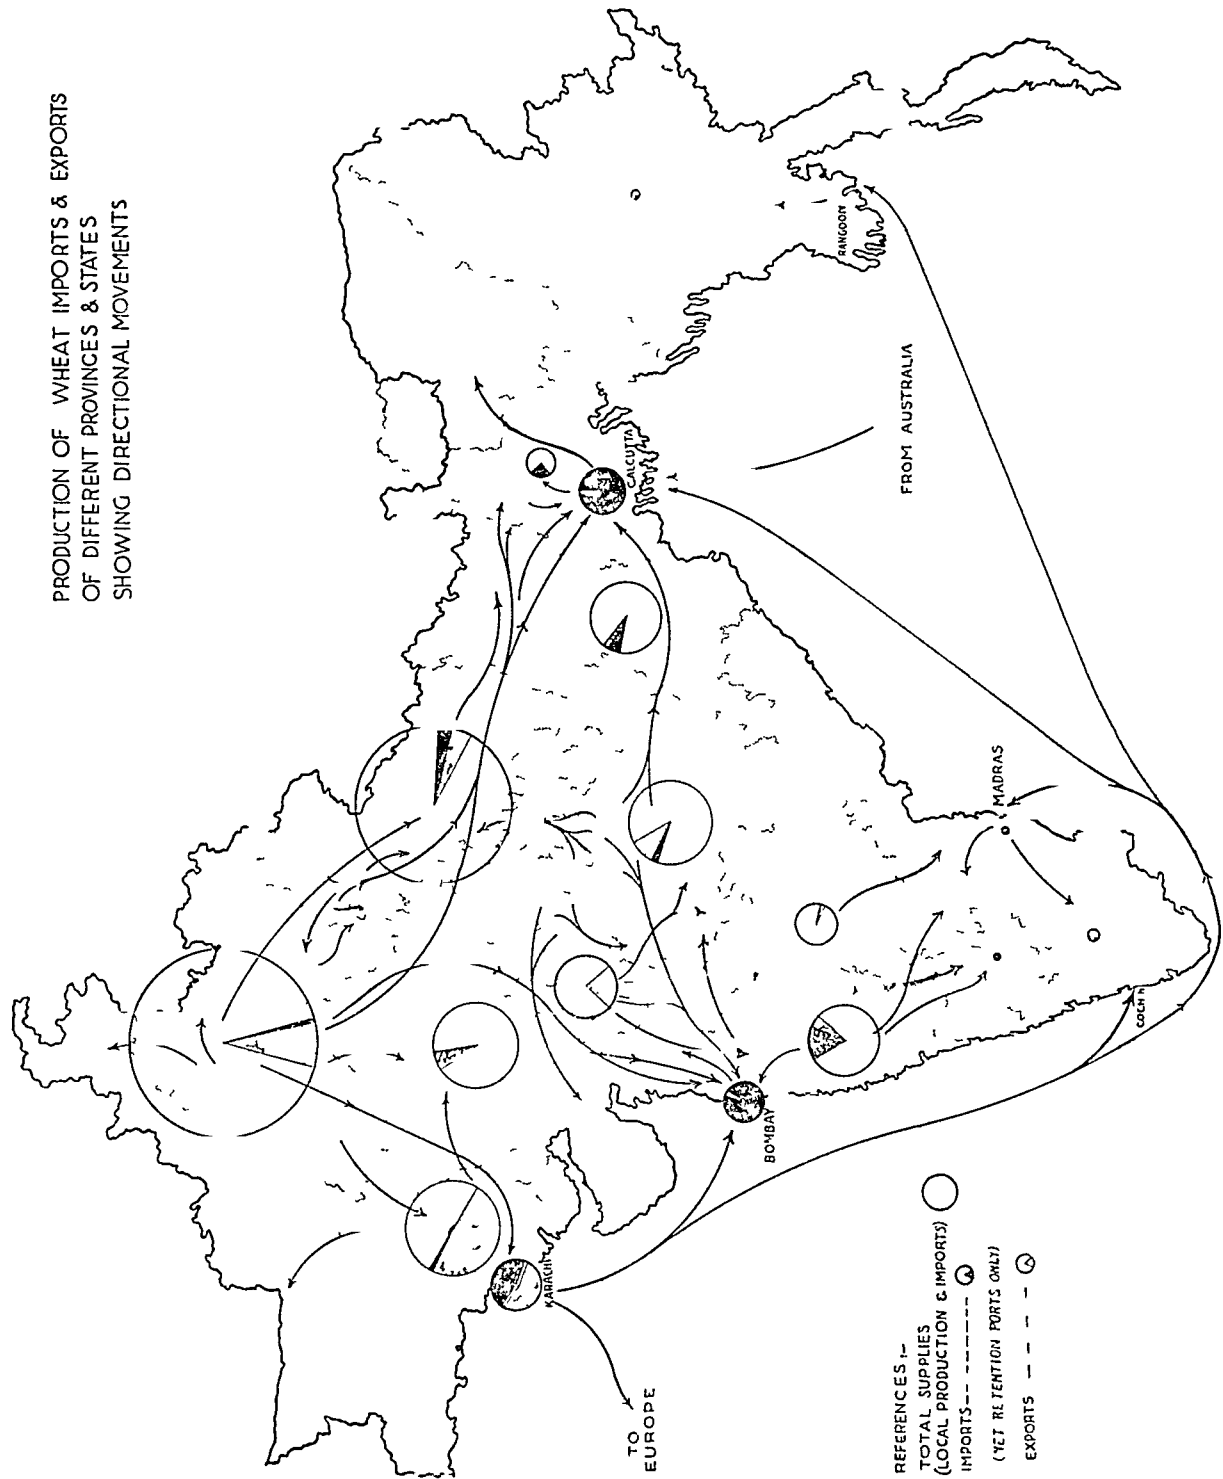 PRODUCTION OF WHEAT IMPORTS & EXPORTS
OF DIFFERENT PROVINCES & STATES
SHOWING DIRECTIONAL MOVEMENTS
RANGOON
CALCUTTA
FROM AUSTRALIA
MADRAS
COCHIN
BOMBAY
KARACHI
TO
EUROPE
REFERENCES:-
TOTAL SUPPLIES
(LOCAL PRODUCTION & IMPORTS)
IMPORTS
(YET RETENTION PORTS ONLY)
EXPORTS